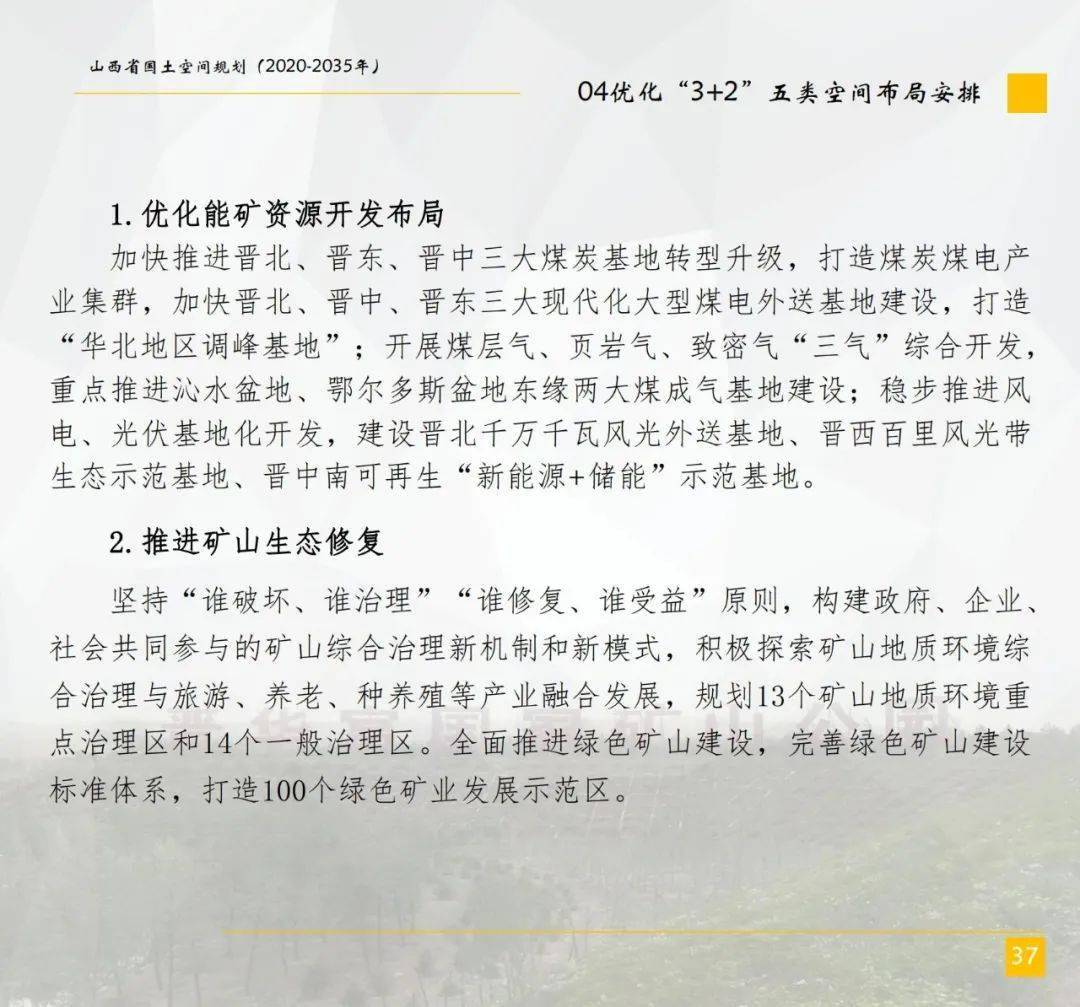 山西省国土空间规划（2020-2035年）
04优化“3+2”五类空间布局安排
1.优化能矿资源开发布局
加快推进晋北、晋东、晋中三大煤炭基地转型升级，打造煤炭煤电产
业集群，加快晋北、晋中、晋东三大现代化大型煤电外送基地建设，打造
“华北地区调峰基地”；开展煤层气、页岩气、致密气“三气”综合开发，
重点推进沁水盆地、鄂尔多斯盆地东缘两大煤成气基地建设；稳步推进风
电、光伏基地化开发，建设晋北千万千瓦风光外送基地、晋西百里风光带
生态示范基地、晋中南可再生“新能源+储能”示范基地。
2.推进矿山生态修复
坚持“谁破坏、谁治理”“谁修复、谁受益”原则，构建政府、企业、
社会共同参与的矿山综合治理新机制和新模式，积极探索矿山地质环境综
合治理与旅游、养老、种养殖等产业融合发展，规划13个矿山地质环境重
点治理区和14个一般治理区。全面推进绿色矿山建设，完善绿色矿山建设
标准体系，打造100个绿色矿业发展示范区。
晋华宫国家矿山公园
37